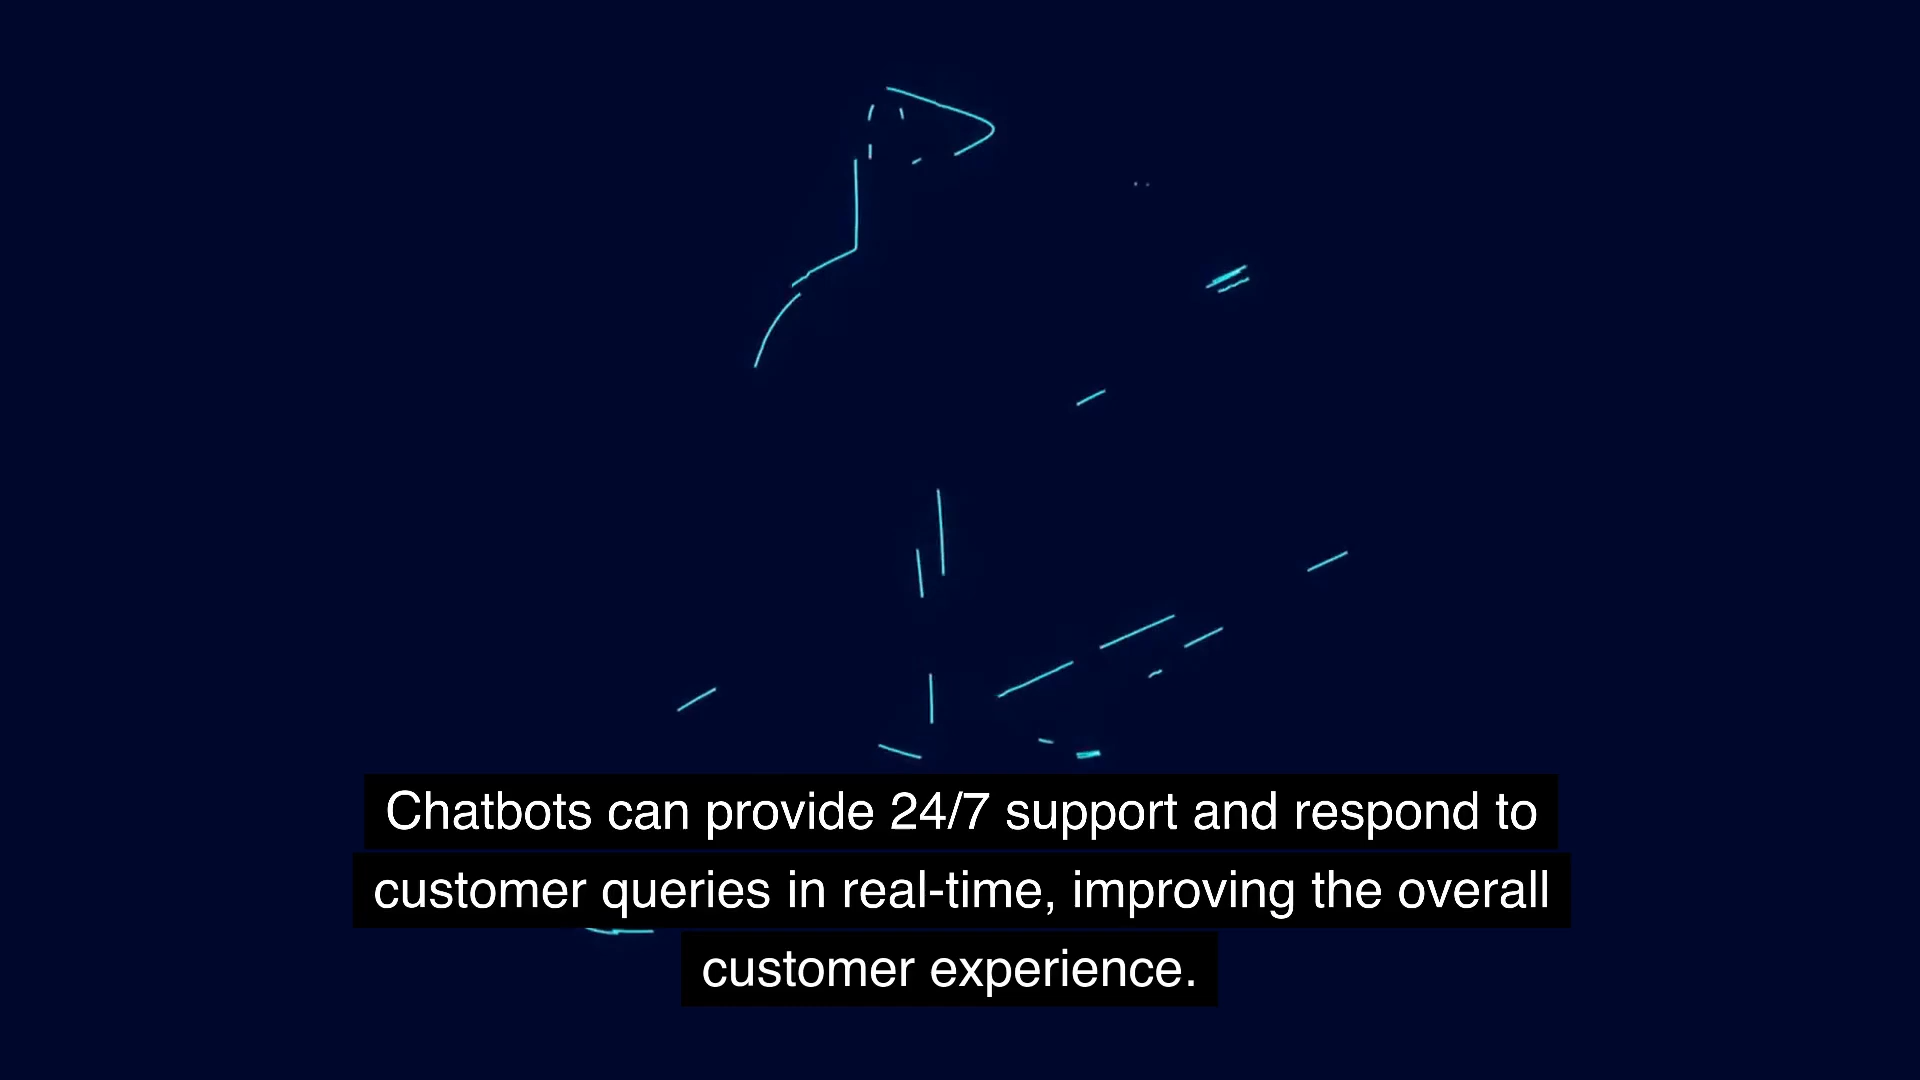 Chatbots can provide 24/7 support and respond to
customer queries in real-time, improving the overall
customer experience.